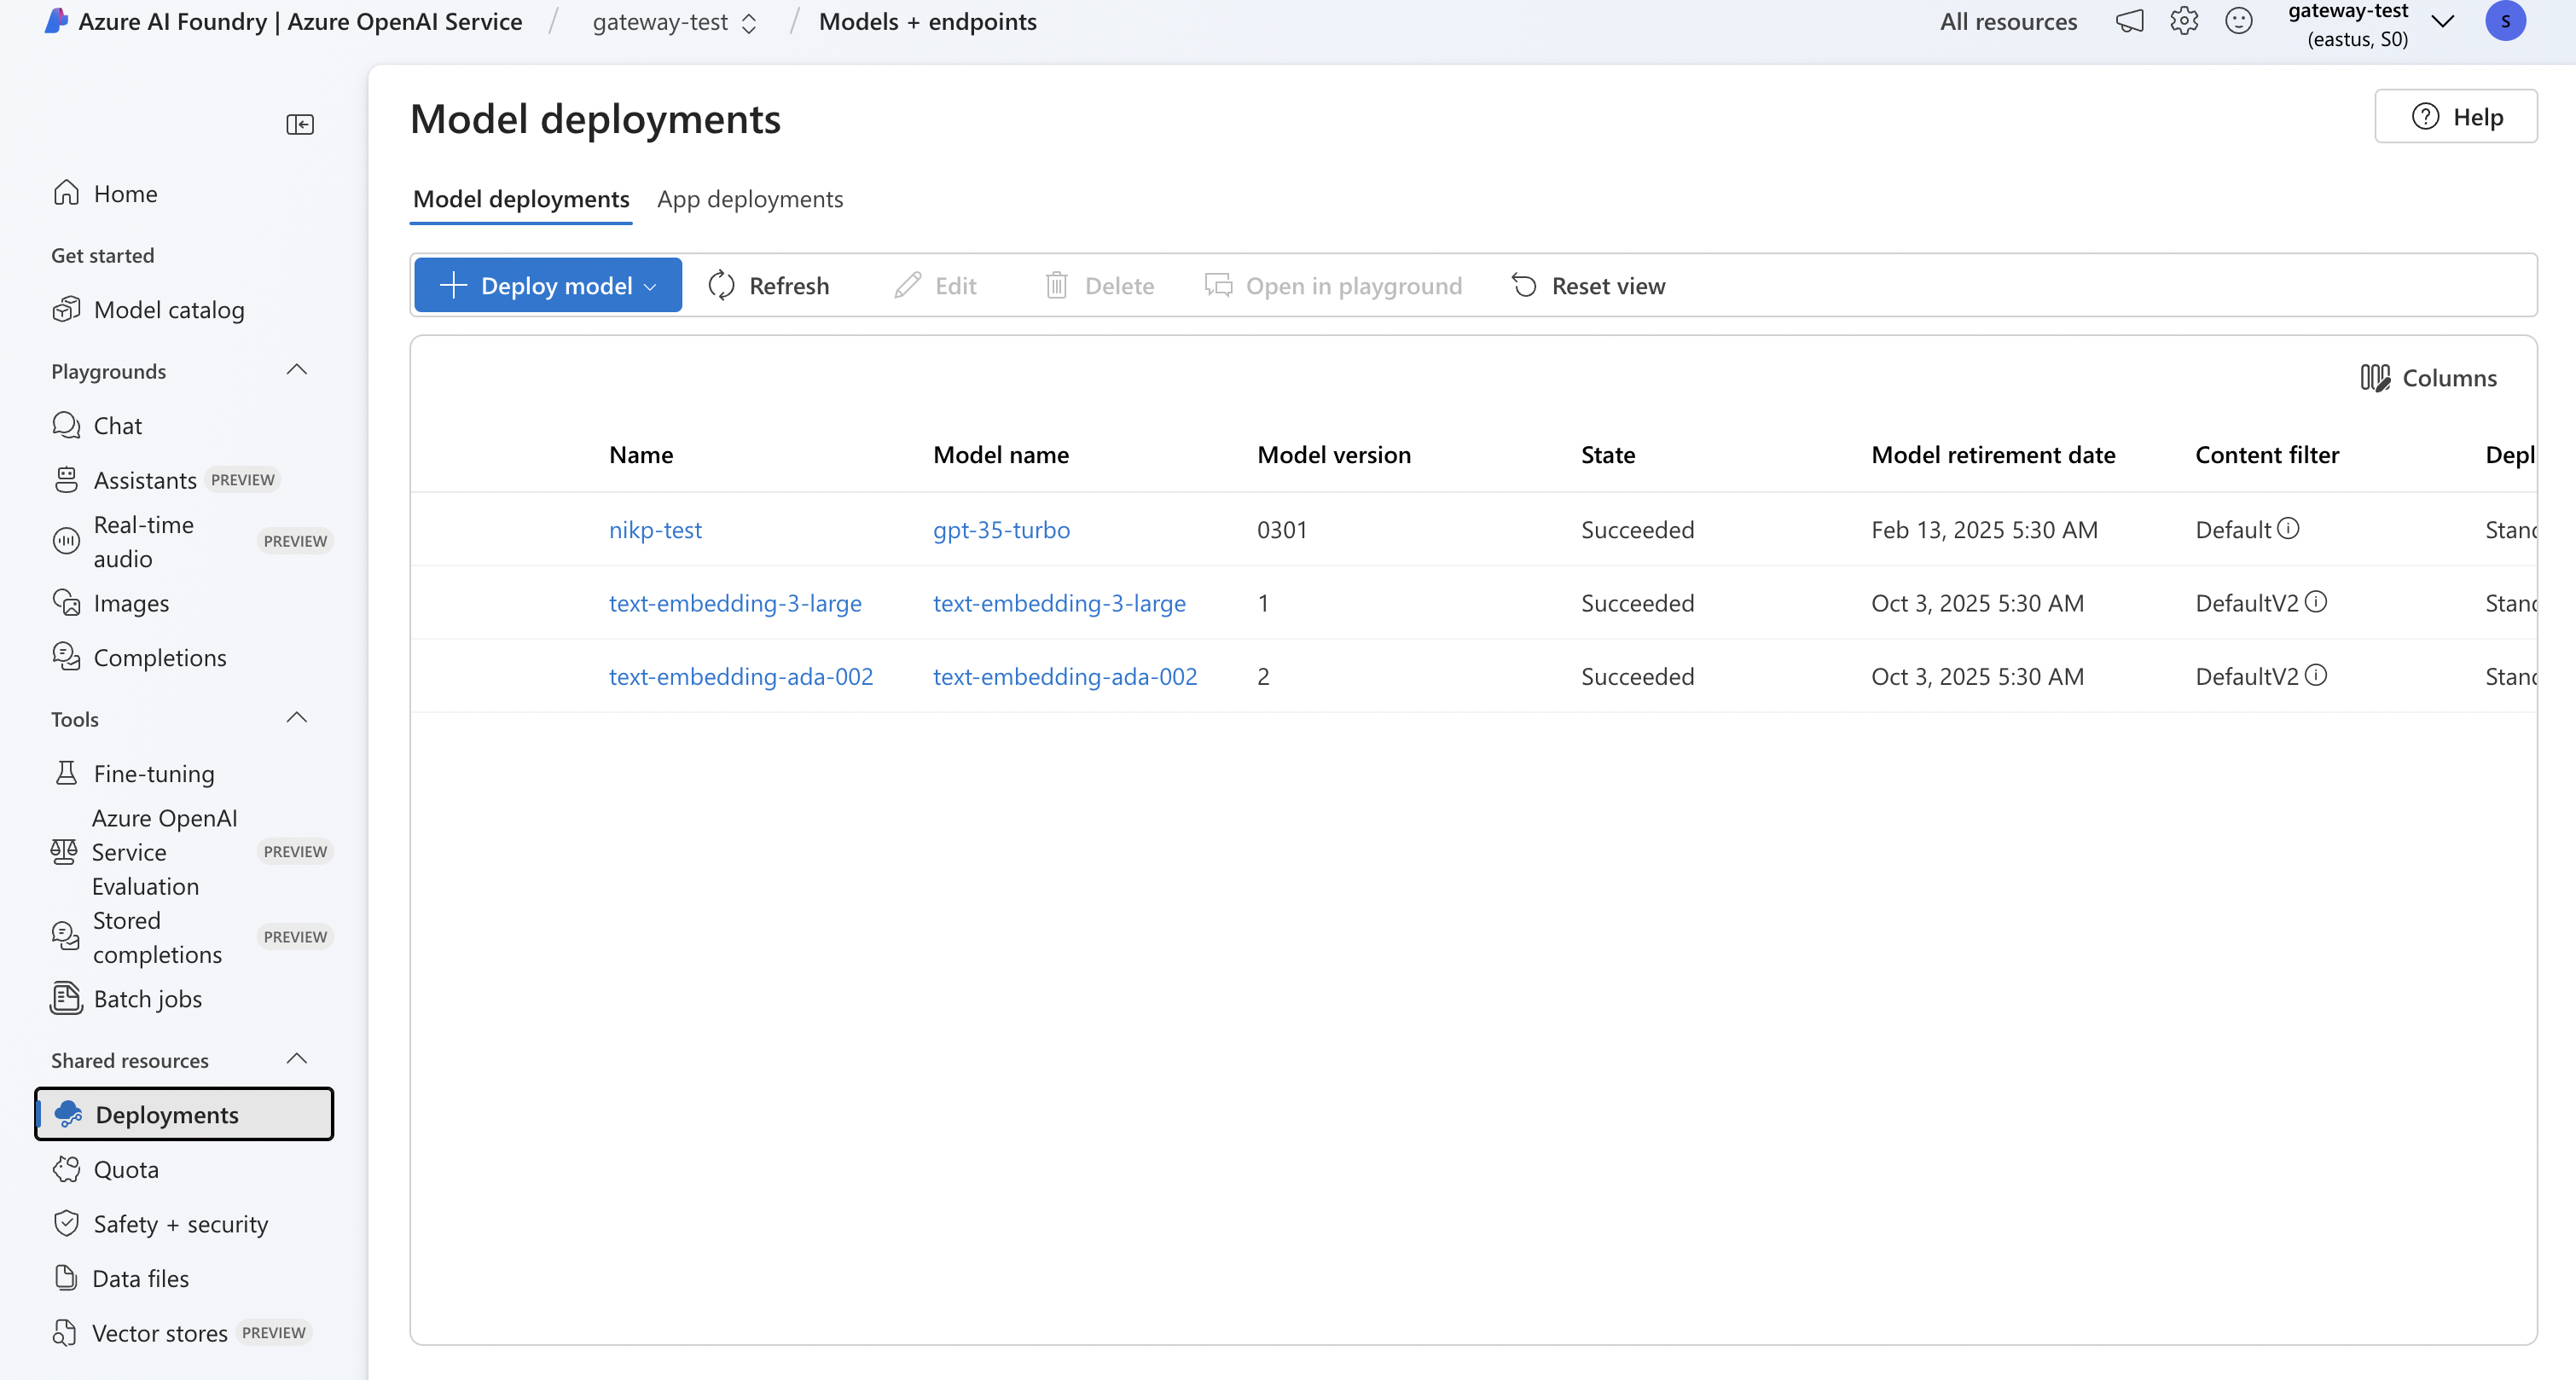 Azure AI Foundry | Azure OpenAI Service / gateway-test / Models + endpoints
All resources
gateway-test
(eastus, S0)
S
Home
Get started
Model catalog
Playgrounds
Chat
Assistants PREVIEW
Real-time
audio
PREVIEW
Images
Completions
Tools
Fine-tuning
Azure OpenAI
Service
Evaluation
PREVIEW
Stored
completions
PREVIEW
Batch jobs
Shared resources
Deployments
Quota
Safety + security
Data files
Vector stores PREVIEW
Model deployments
Help
Model deployments App deployments
Deploy model Refresh Edit Delete Open in playground Reset view
Columns
Name Model name Model version State Model retirement date Content filter Depl
nikp-test gpt-35-turbo 0301 Succeeded Feb 13, 2025 5:30 AM Default Stand
text-embedding-3-large text-embedding-3-large 1 Succeeded Oct 3, 2025 5:30 AM DefaultV2 Stand
text-embedding-ada-002 text-embedding-ada-002 2 Succeeded Oct 3, 2025 5:30 AM DefaultV2 Stand